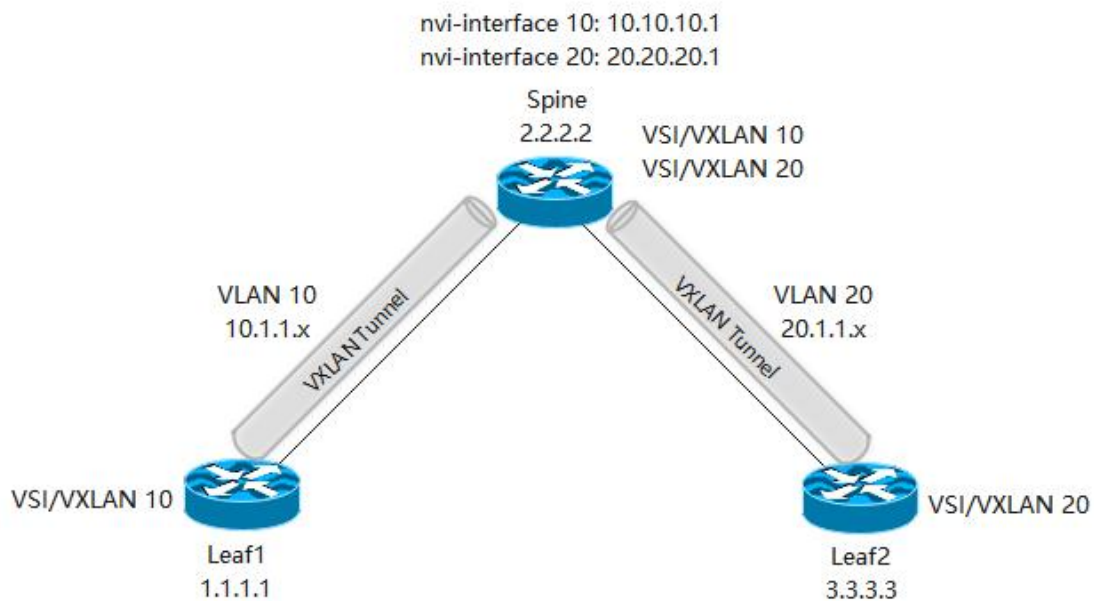 nvi-interface 10: 10.10.10.1
nvi-interface 20: 20.20.20.1
Spine
2.2.2.2
VSI/VXLAN 10
VSI/VXLAN 20
VLAN 10
10.1.1.x
VXLANTunnel
VXLAN Tunnel
VLAN 20
20.1.1.x
VSI/VXLAN 10
Leaf1
1.1.1.1
VSI/VXLAN 20
Leaf2
3.3.3.3